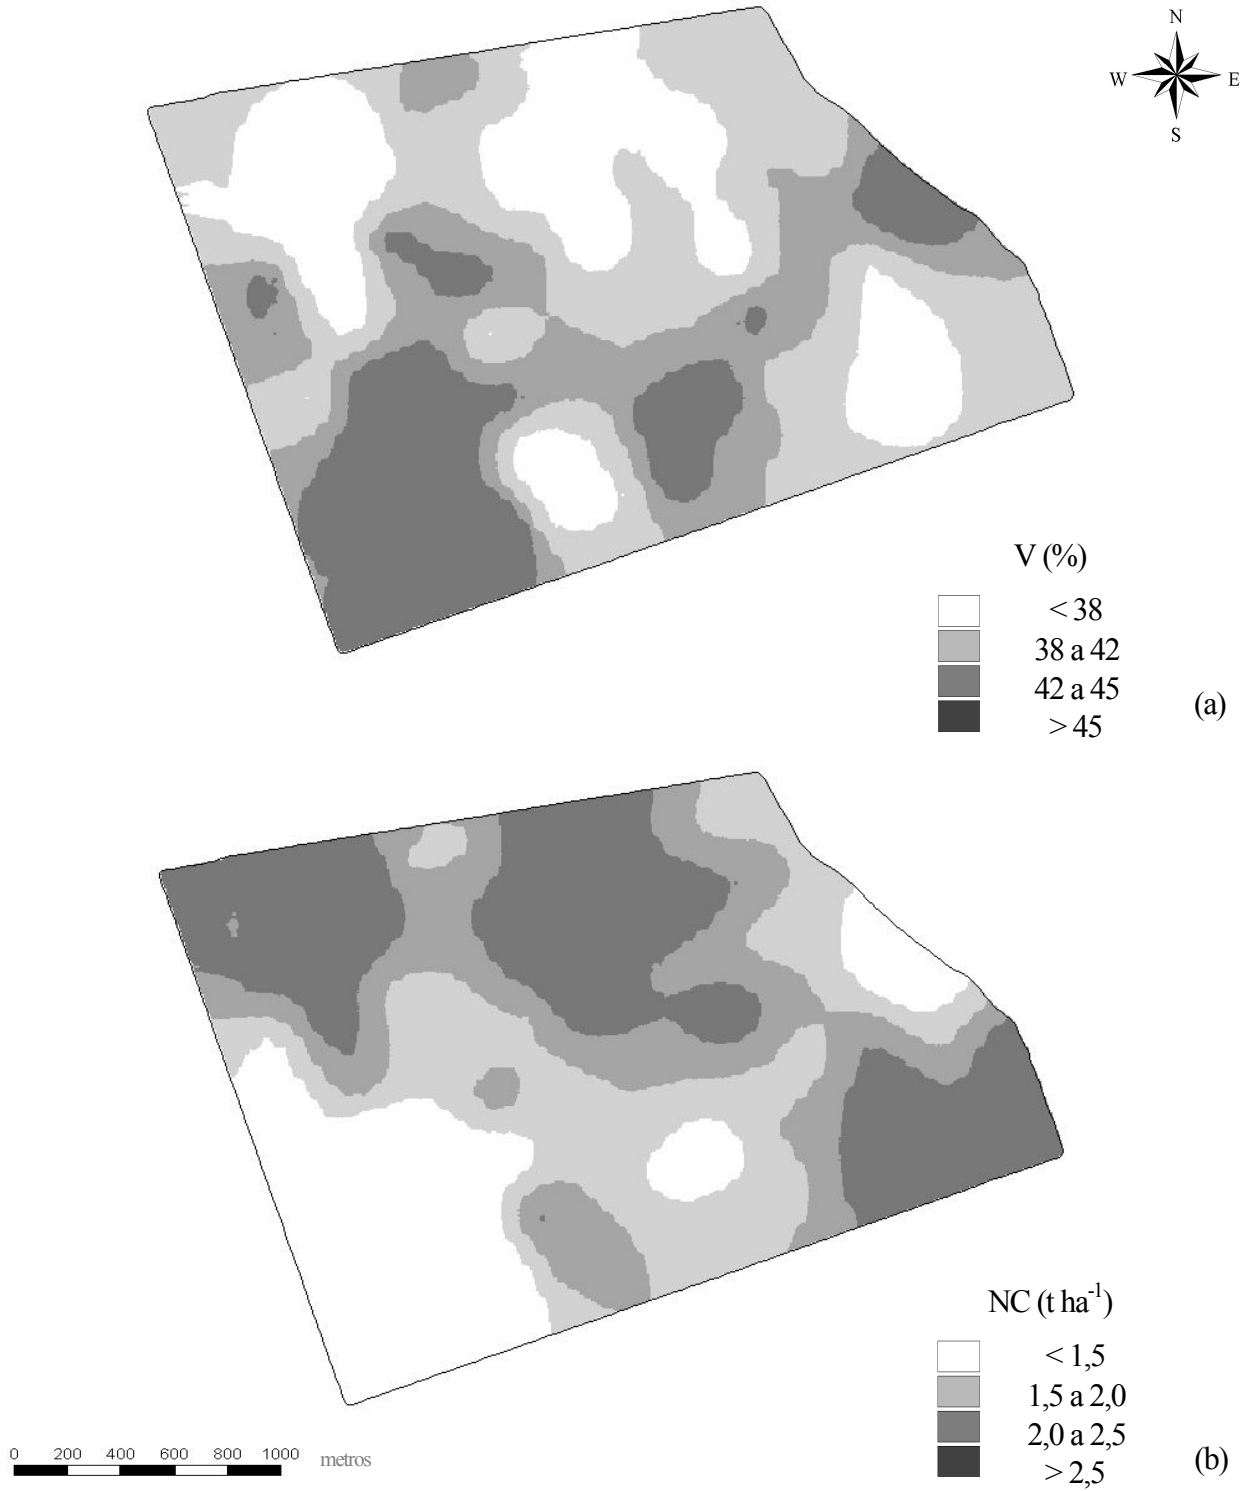 N
W E
S
V (%)
< 38
38 a 42
42 a 45
> 45
(a)
NC (t ha⁻¹)
< 1,5
1,5 a 2,0
2,0 a 2,5
> 2,5
(b)
0 200 400 600 800 1000 metros